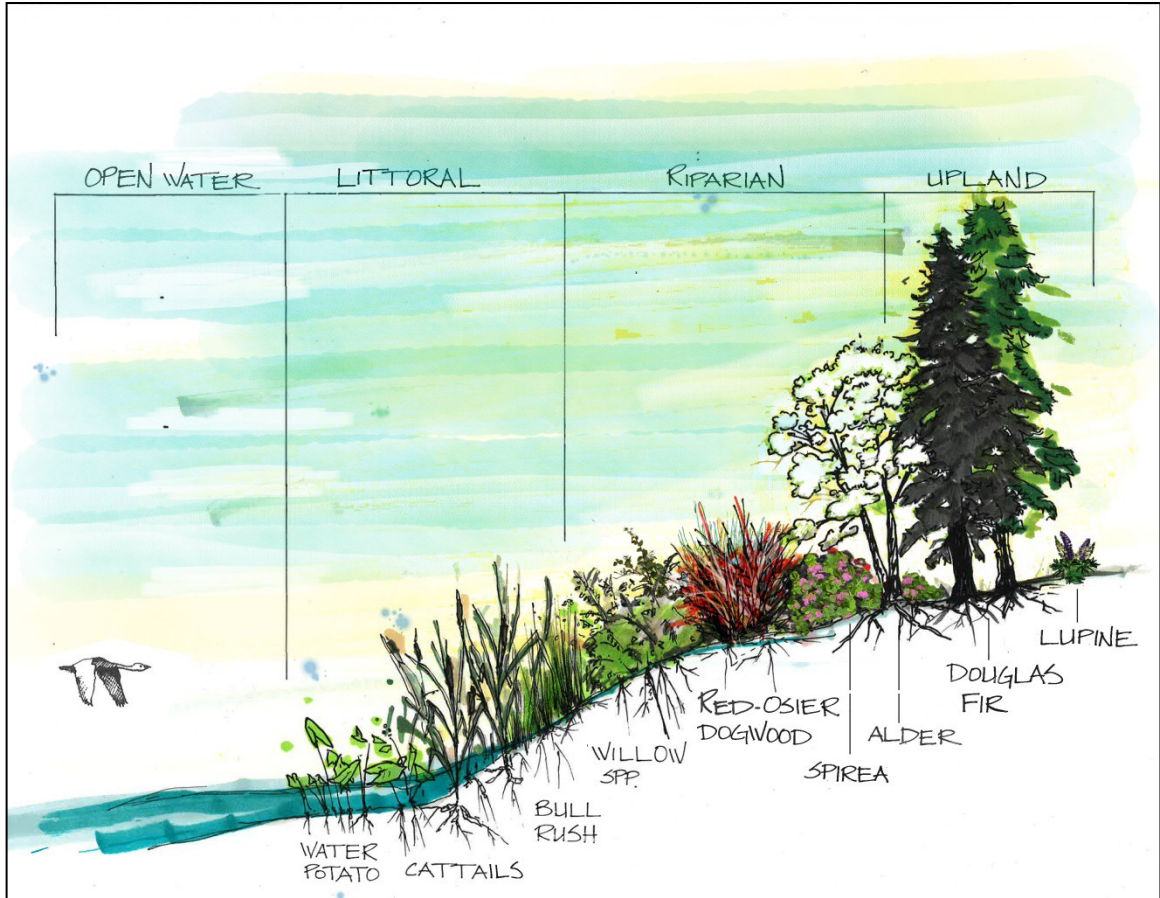 OPEN WATER
LITTORAL
RIPARIAN
UPLAND
WATER
POTATO
CATTAILS
BULL
RUSH
WILLOW
SPP.
RED-OSIER
DOGWOOD
SPIREA
ALDER
DOUGLAS
FIR
LUPINE